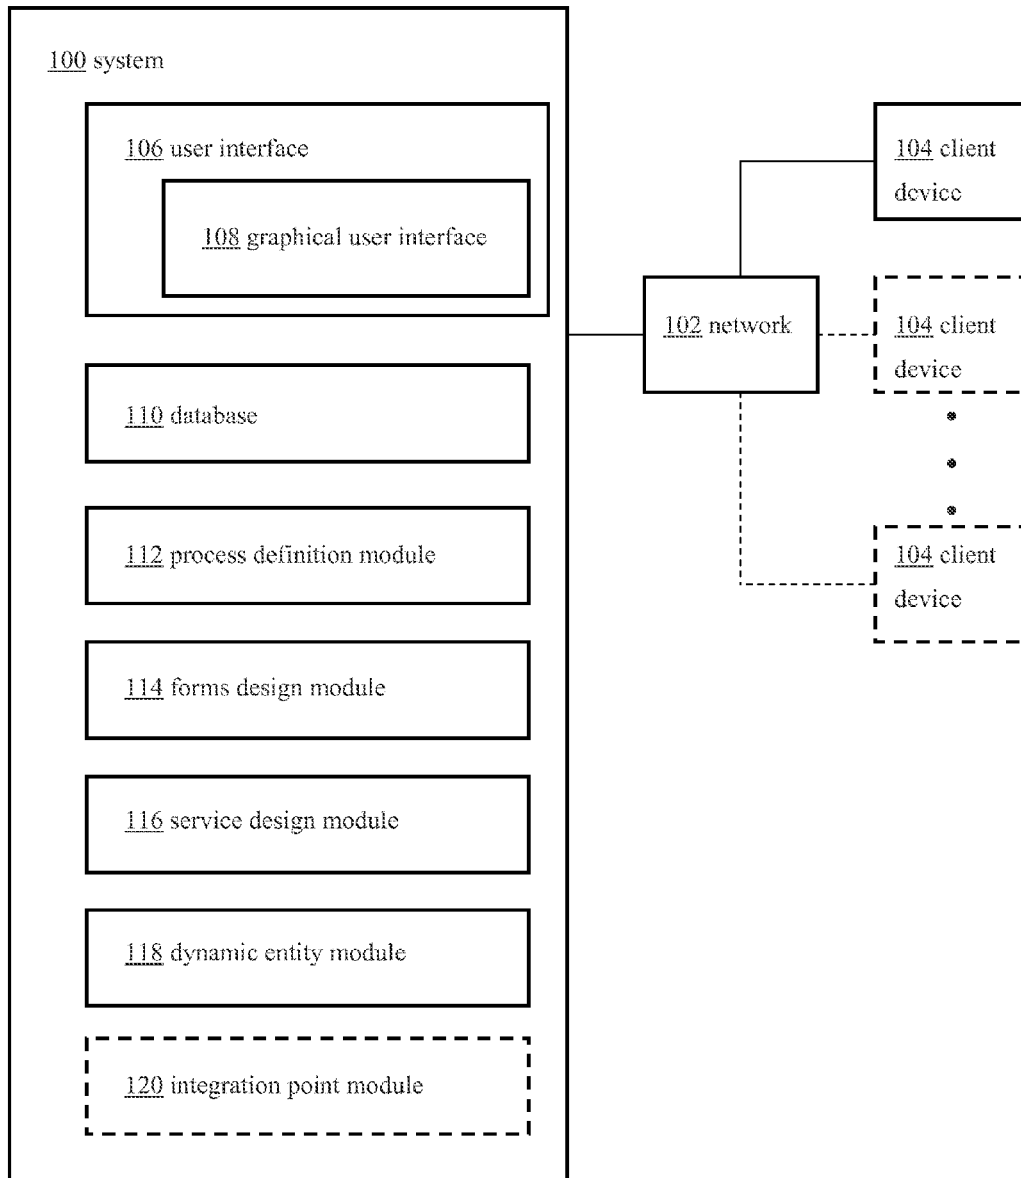 100 system
106 user interface
108 graphical user interface
110 database
112 process definition module
114 forms design module
116 service design module
118 dynamic entity module
120 integration point module
102 network
104 client
device
104 client
device
104 client
device